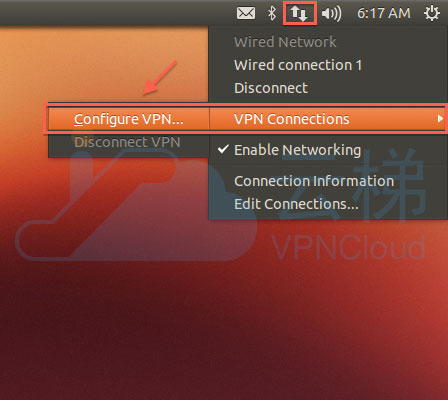 6:17 AM
Wired Network
Wired connection 1
Disconnect
Configure VPN... VPN Connections
Disconnect VPN
Enable Networking
Connection Information
Edit Connections...
云梯
VPNCloud